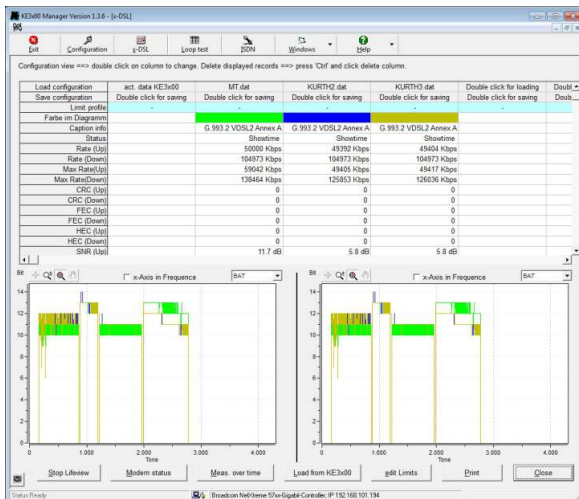 KE3x00 Manager Version 1.3.6 - [x-DSL]
Exit Configuration x-DSL Loop test ISDN Windows Help
Configuration view ==> double click on column to change. Delete displayed records ==> press 'Ctrl' and click delete column.
Load configuration act. data KE3x00 MT.dat KURTH2.dat KURTH3.dat Double click for loading Doubl
Save configuration Double click for saving Double click for saving Double click for saving Double click for saving Double click for saving Doub
Limit profile - - - -
Farbe im Diagramm
Caption info G.993.2 VDSL2 Annex A G.993.2 VDSL2 Annex A G.993.2 VDSL2 Annex A
Status Showtime Showtime Showtime
Rate (Up) 50000 Kbps 49392 Kbps 49404 Kbps
Rate (Down) 104973 Kbps 104973 Kbps 104973 Kbps
Max Rate(Up) 59042 Kbps 49405 Kbps 49417 Kbps
Max Rate(Down) 138464 Kbps 125853 Kbps 126036 Kbps
CRC (Up) 0 0 0
CRC (Down) 0 0 0
FEC (Up) 0 0 0
FEC (Down) 0 0 0
HEC (Up) 0 0 0
HEC (Down) 0 0 0
SNR (Up) 11.7 dB 5.8 dB 5.8 dB
Bit x-Axis in Frequency BAT Bit x-Axis in Frequency BAT
14 14
12 12
10 10
8 8
6 6
4 4
2 2
0 0
0 1.000 2.000 3.000 4.000 0 1.000 2.000 3.000 4.000
Tone Tone
Stop Lifeview Modem status Meas. over time Load from KE3x00 edit Limits Print Close
Status: Ready Broadcom NetXtreme 57xx-Gigabit-Controller; IP 192.168.101.194